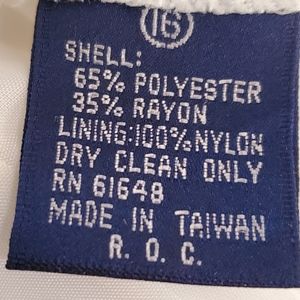 16
SHELL:
65% POLYESTER
35% RAYON
LINING:100% NYLON
DRY CLEAN ONLY
RN 61648
MADE IN TAIWAN
R. O. C.